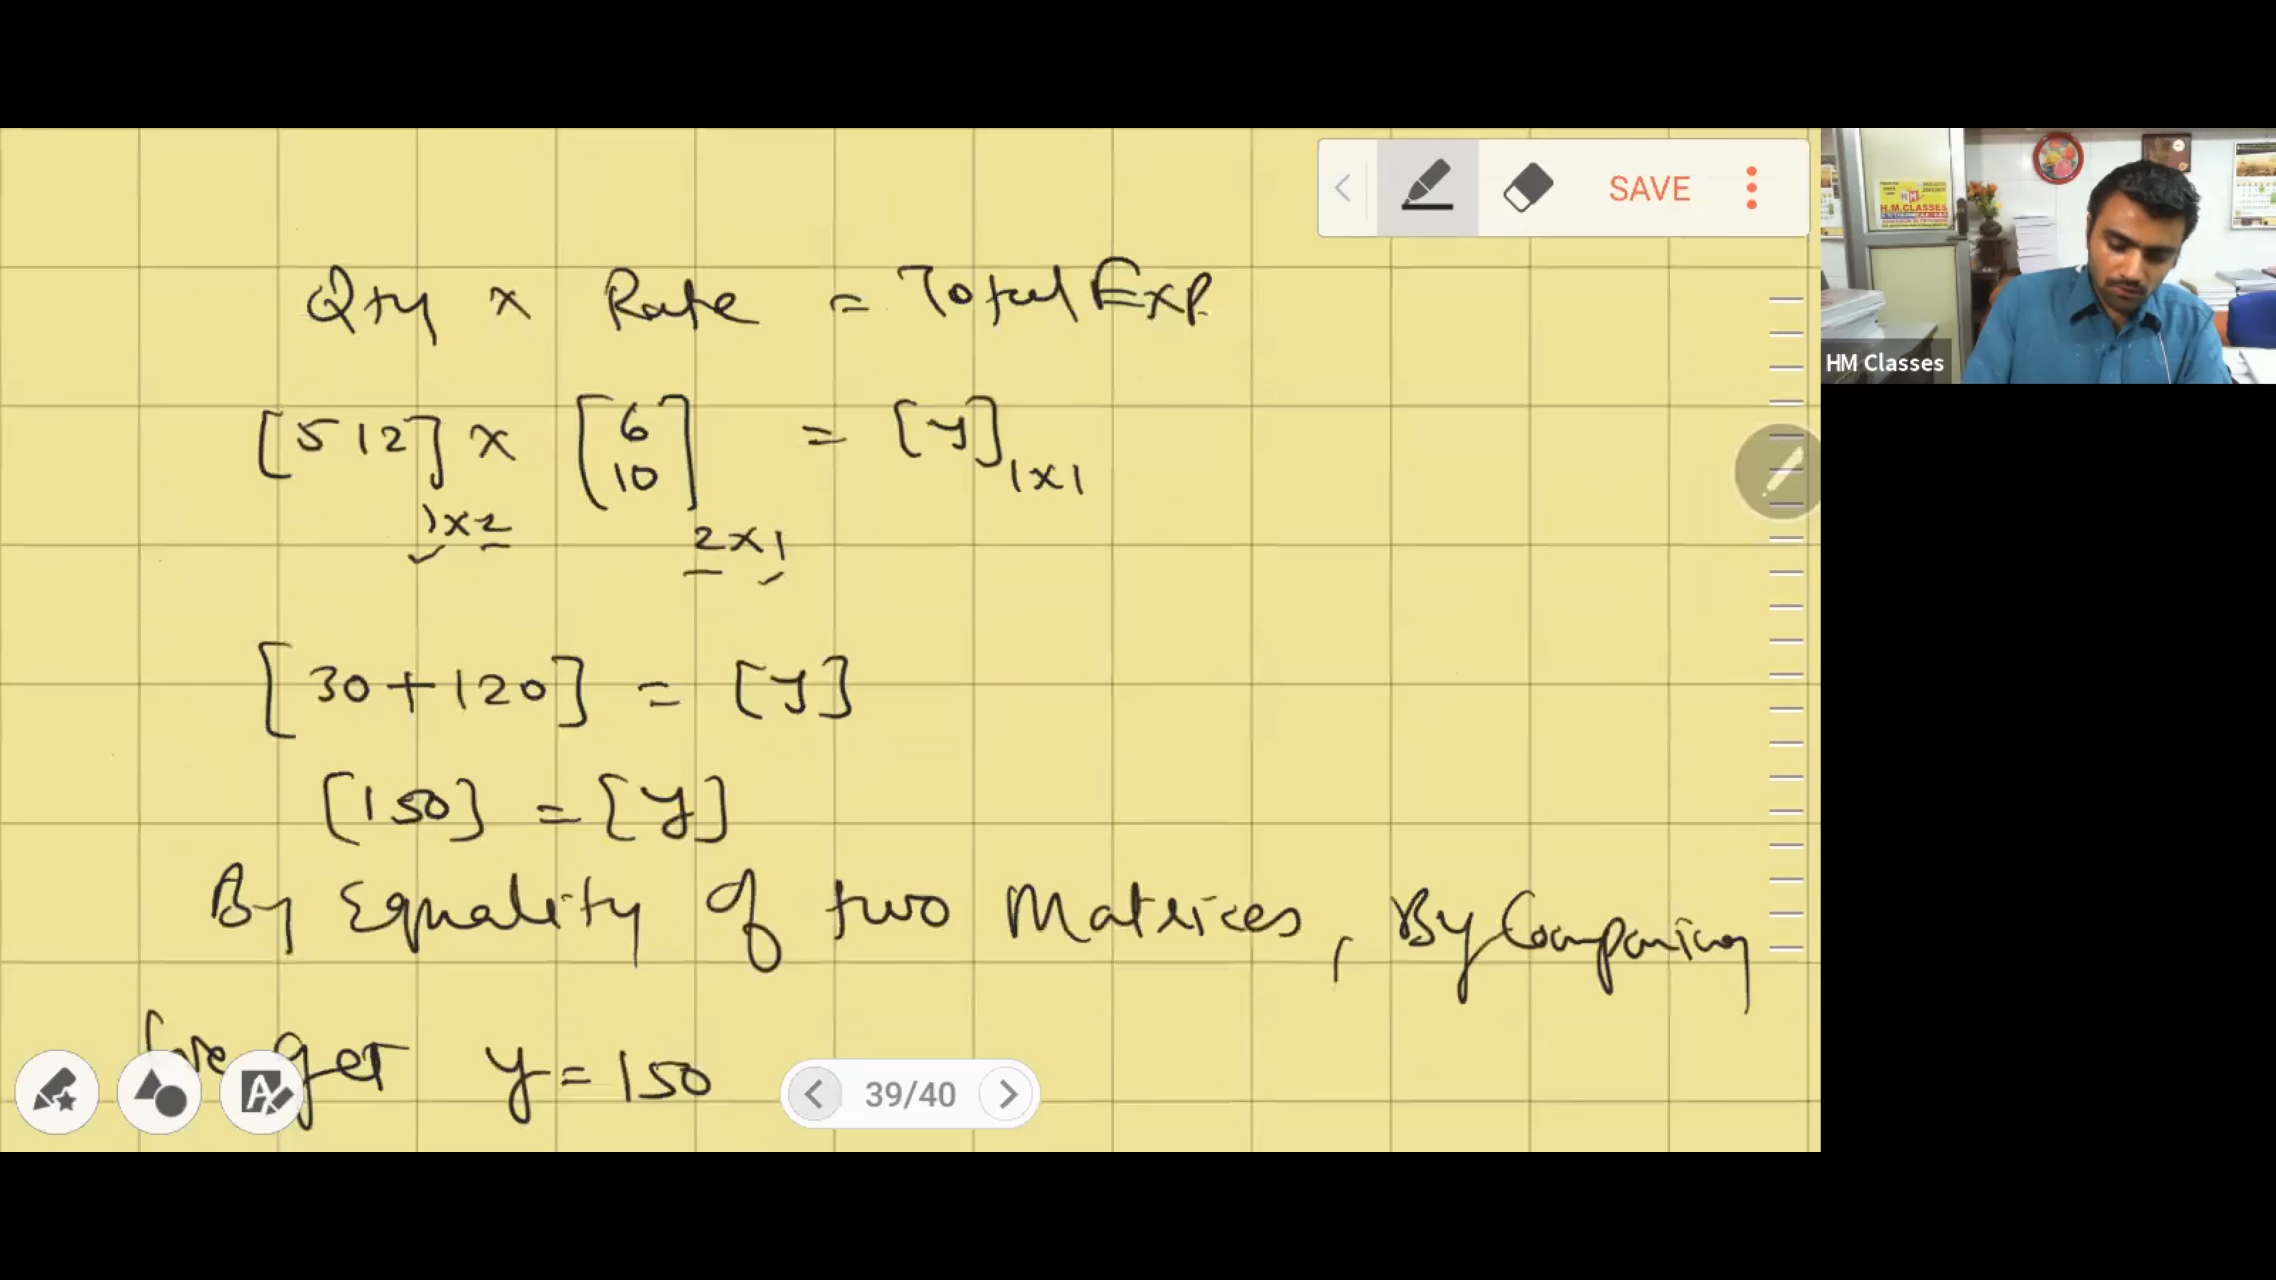 SAVE
Qty x Rate = Total Exp.
[5 12] x [6 10] = [y] 1x1
1x2 2x1
[30+120] = [y]
[150] = [y]
By Equality of two Matrices, By Comparing
we get y = 150
39/40
H.M.CLASSES
HM Classes